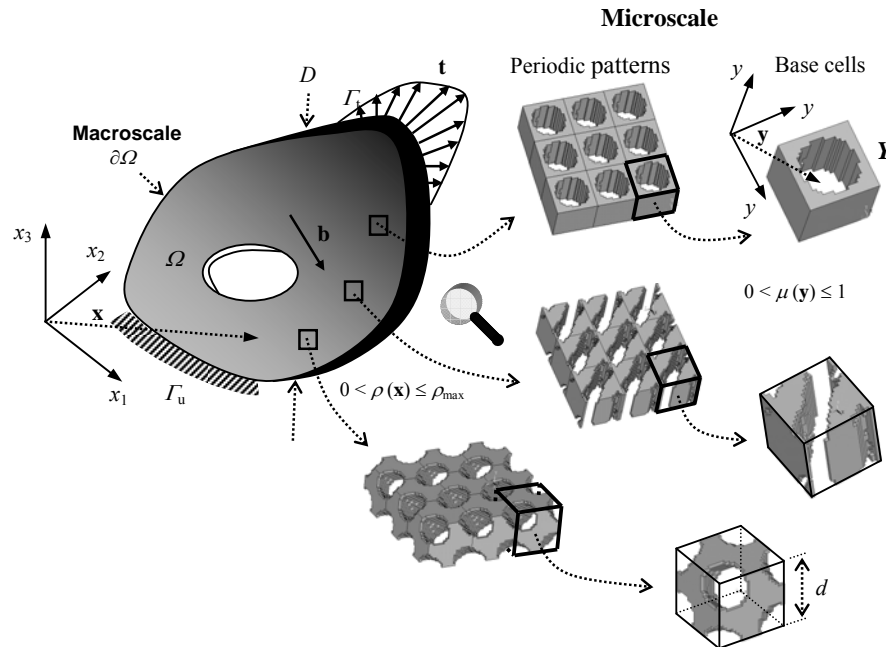 Microscale
Periodic patterns
Base cells
D
t
Γt
y
y
y
y
Y
Macroscale
∂Ω
x3
x2
x1
x
Ω
b
Γu
0 < ρ (x) ≤ ρmax
0 < μ (y) ≤ 1
d